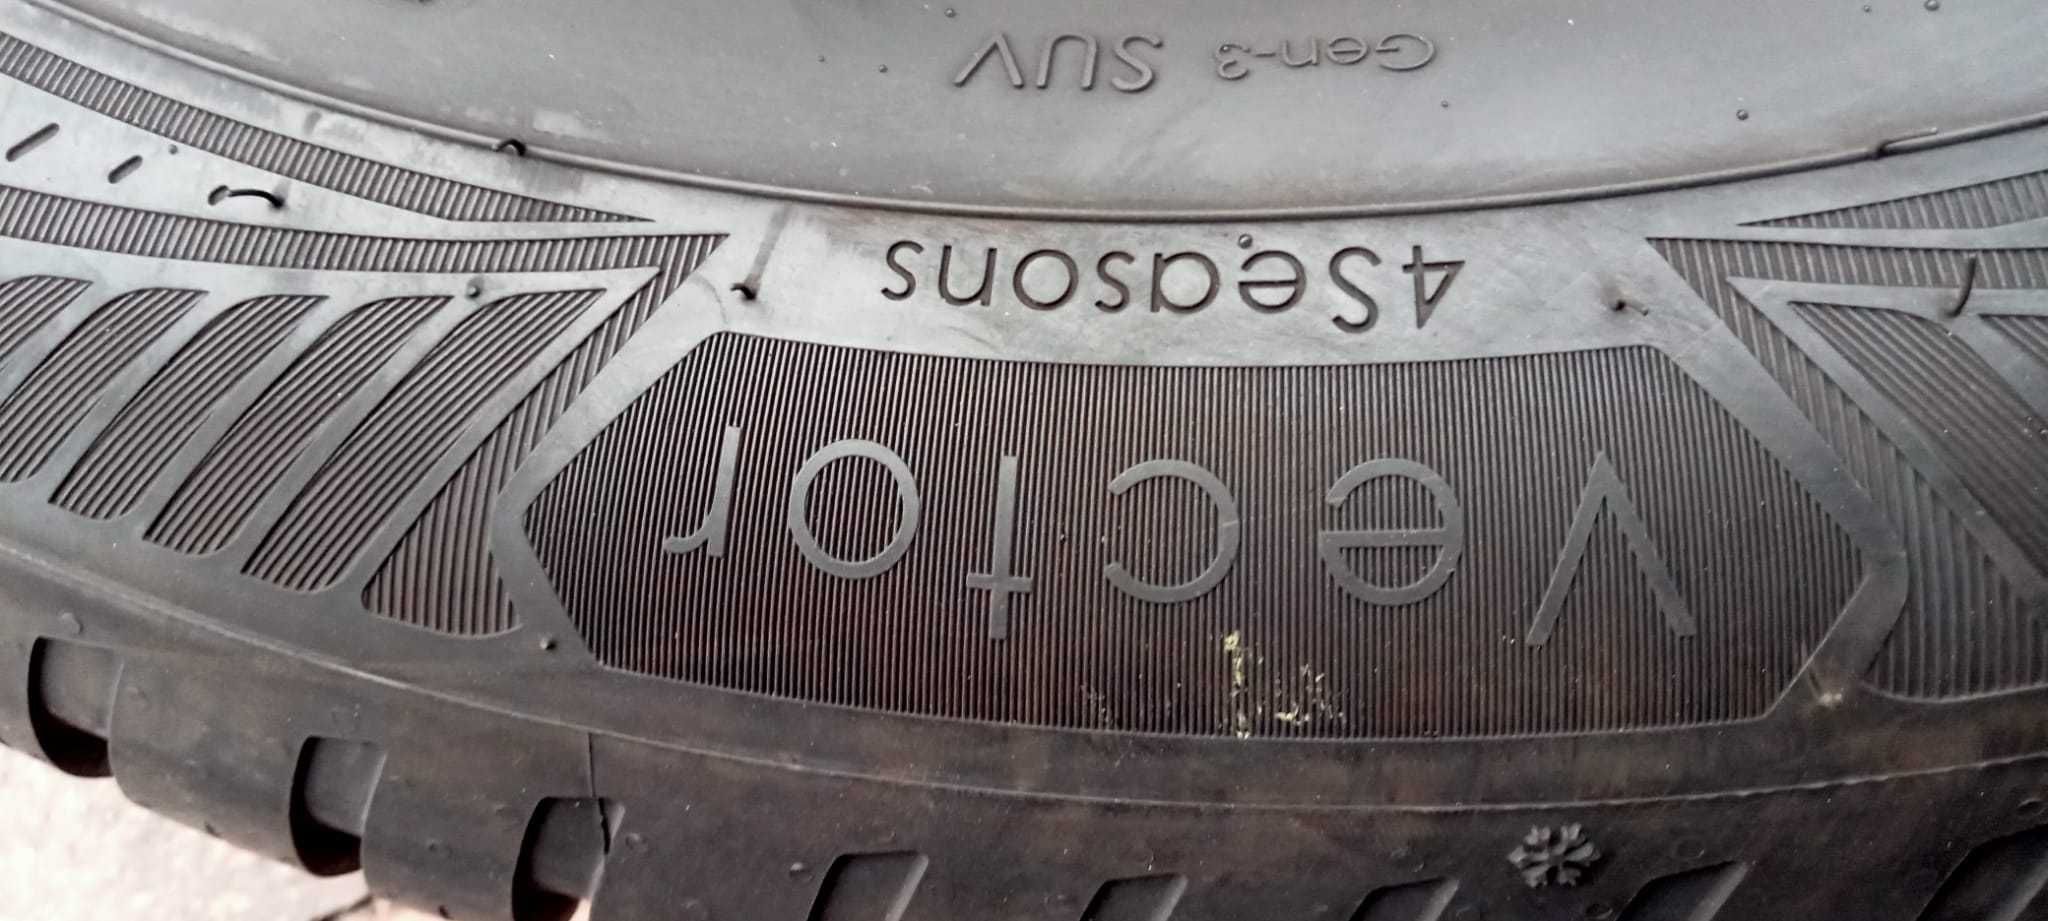 Vector
4Seasons
Gen-3 SUV